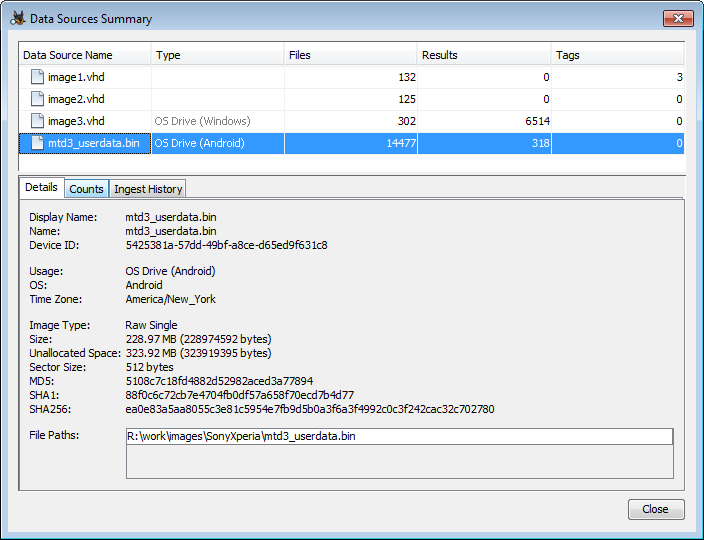 Data Sources Summary
Data Source Name Type Files Results Tags
image1.vhd 132 0 3
image2.vhd 125 0 0
image3.vhd OS Drive (Windows) 302 6514 0
mtd3_userdata.bin OS Drive (Android) 14477 318 0
Details Counts Ingest History
Display Name: mtd3_userdata.bin
Name: mtd3_userdata.bin
Device ID: 5425381a-57dd-49bf-a8ce-d65ed9f631c8
Usage: OS Drive (Android)
OS: Android
Time Zone: America/New_York
Image Type: Raw Single
Size: 228.97 MB (228974592 bytes)
Unallocated Space: 323.92 MB (323919395 bytes)
Sector Size: 512 bytes
MD5: 5108c7c18fd4882d52982aced3a77894
SHA1: 88f0c6c72cb7e4704fb0df57a658f70ecd7b4d77
SHA256: ea0e83a5aa8055c3e81c5954e7fb9d5b0a3f6a3f4992c0c3f242cac32c702780
File Paths: R:\work\images\SonyXperia\mtd3_userdata.bin
Close